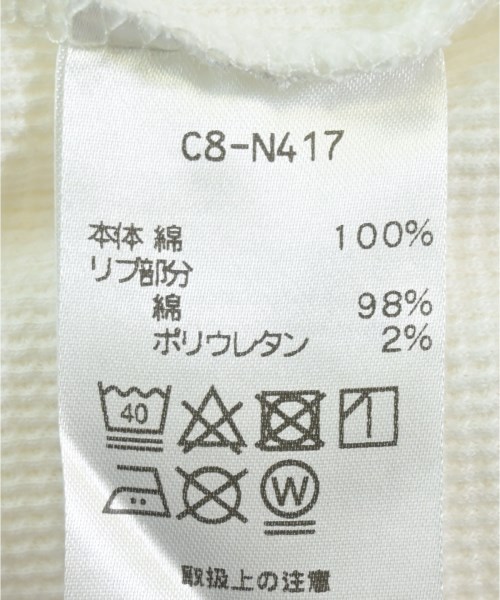 C8-N417
本体 綿 100%
リブ部分
綿 98%
ポリウレタン 2%
40
W
取扱上の注意